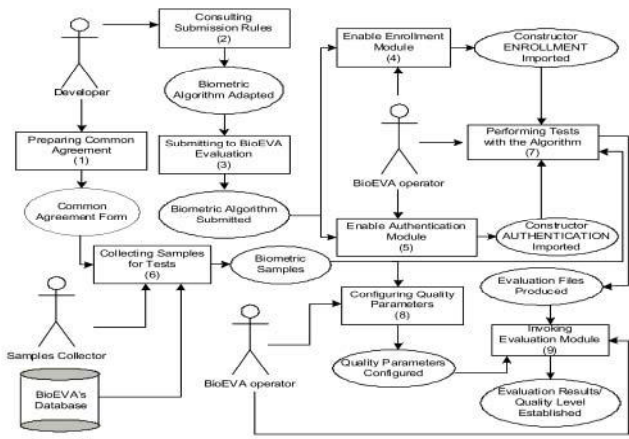 Consulting
Submission Rules
(2)
Enable Enrollment
Module
(4)
Constructor
ENROLLMENT
Imported
Developer
Biometric
Algorithm Adapted
Preparing Common
Agreement
(1)
Submitting to BioEVA
Evaluation
(3)
BioEVA operator
Performing Tests
with the Algorithm
(7)
Common
Agreement Form
Biometric Algorithm
Submitted
Enable Authentication
Module
(5)
Constructor
AUTHENTICATION
Imported
Collecting Samples
for Tests
(6)
Biometric
Samples
Configuring Quality
Parameters
(8)
Evaluation Files
Produced
Samples Collector
BioEVA operator
Invoking
Evaluation Module
(9)
Quality Parameters
Configured
BioEVA's
Database
Evaluation Results/
Quality Level
Established